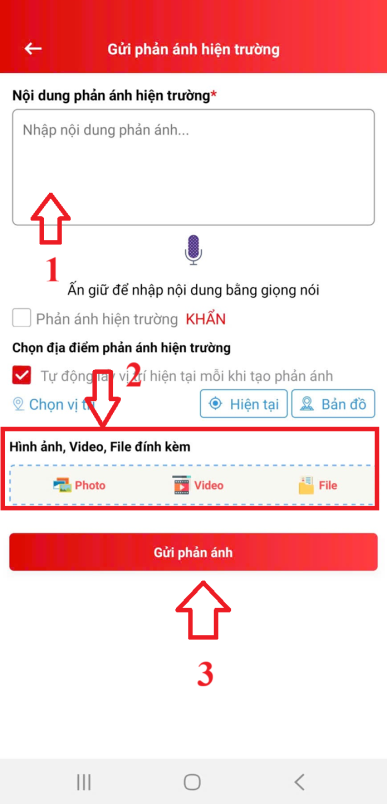 Gửi phản ánh hiện trường
Nội dung phản ánh hiện trường*
Nhập nội dung phản ánh...
1
Ấn giữ để nhập nội dung bằng giọng nói
Phản ánh hiện trường KHẨN
Chọn địa điểm phản ánh hiện trường
Tự động lấy vị trí hiện tại mỗi khi tạo phản ánh
2
Chọn vị trí
Hiện tại
Bản đồ
Hình ảnh, Video, File đính kèm
Photo Video File
Gửi phản ánh
3